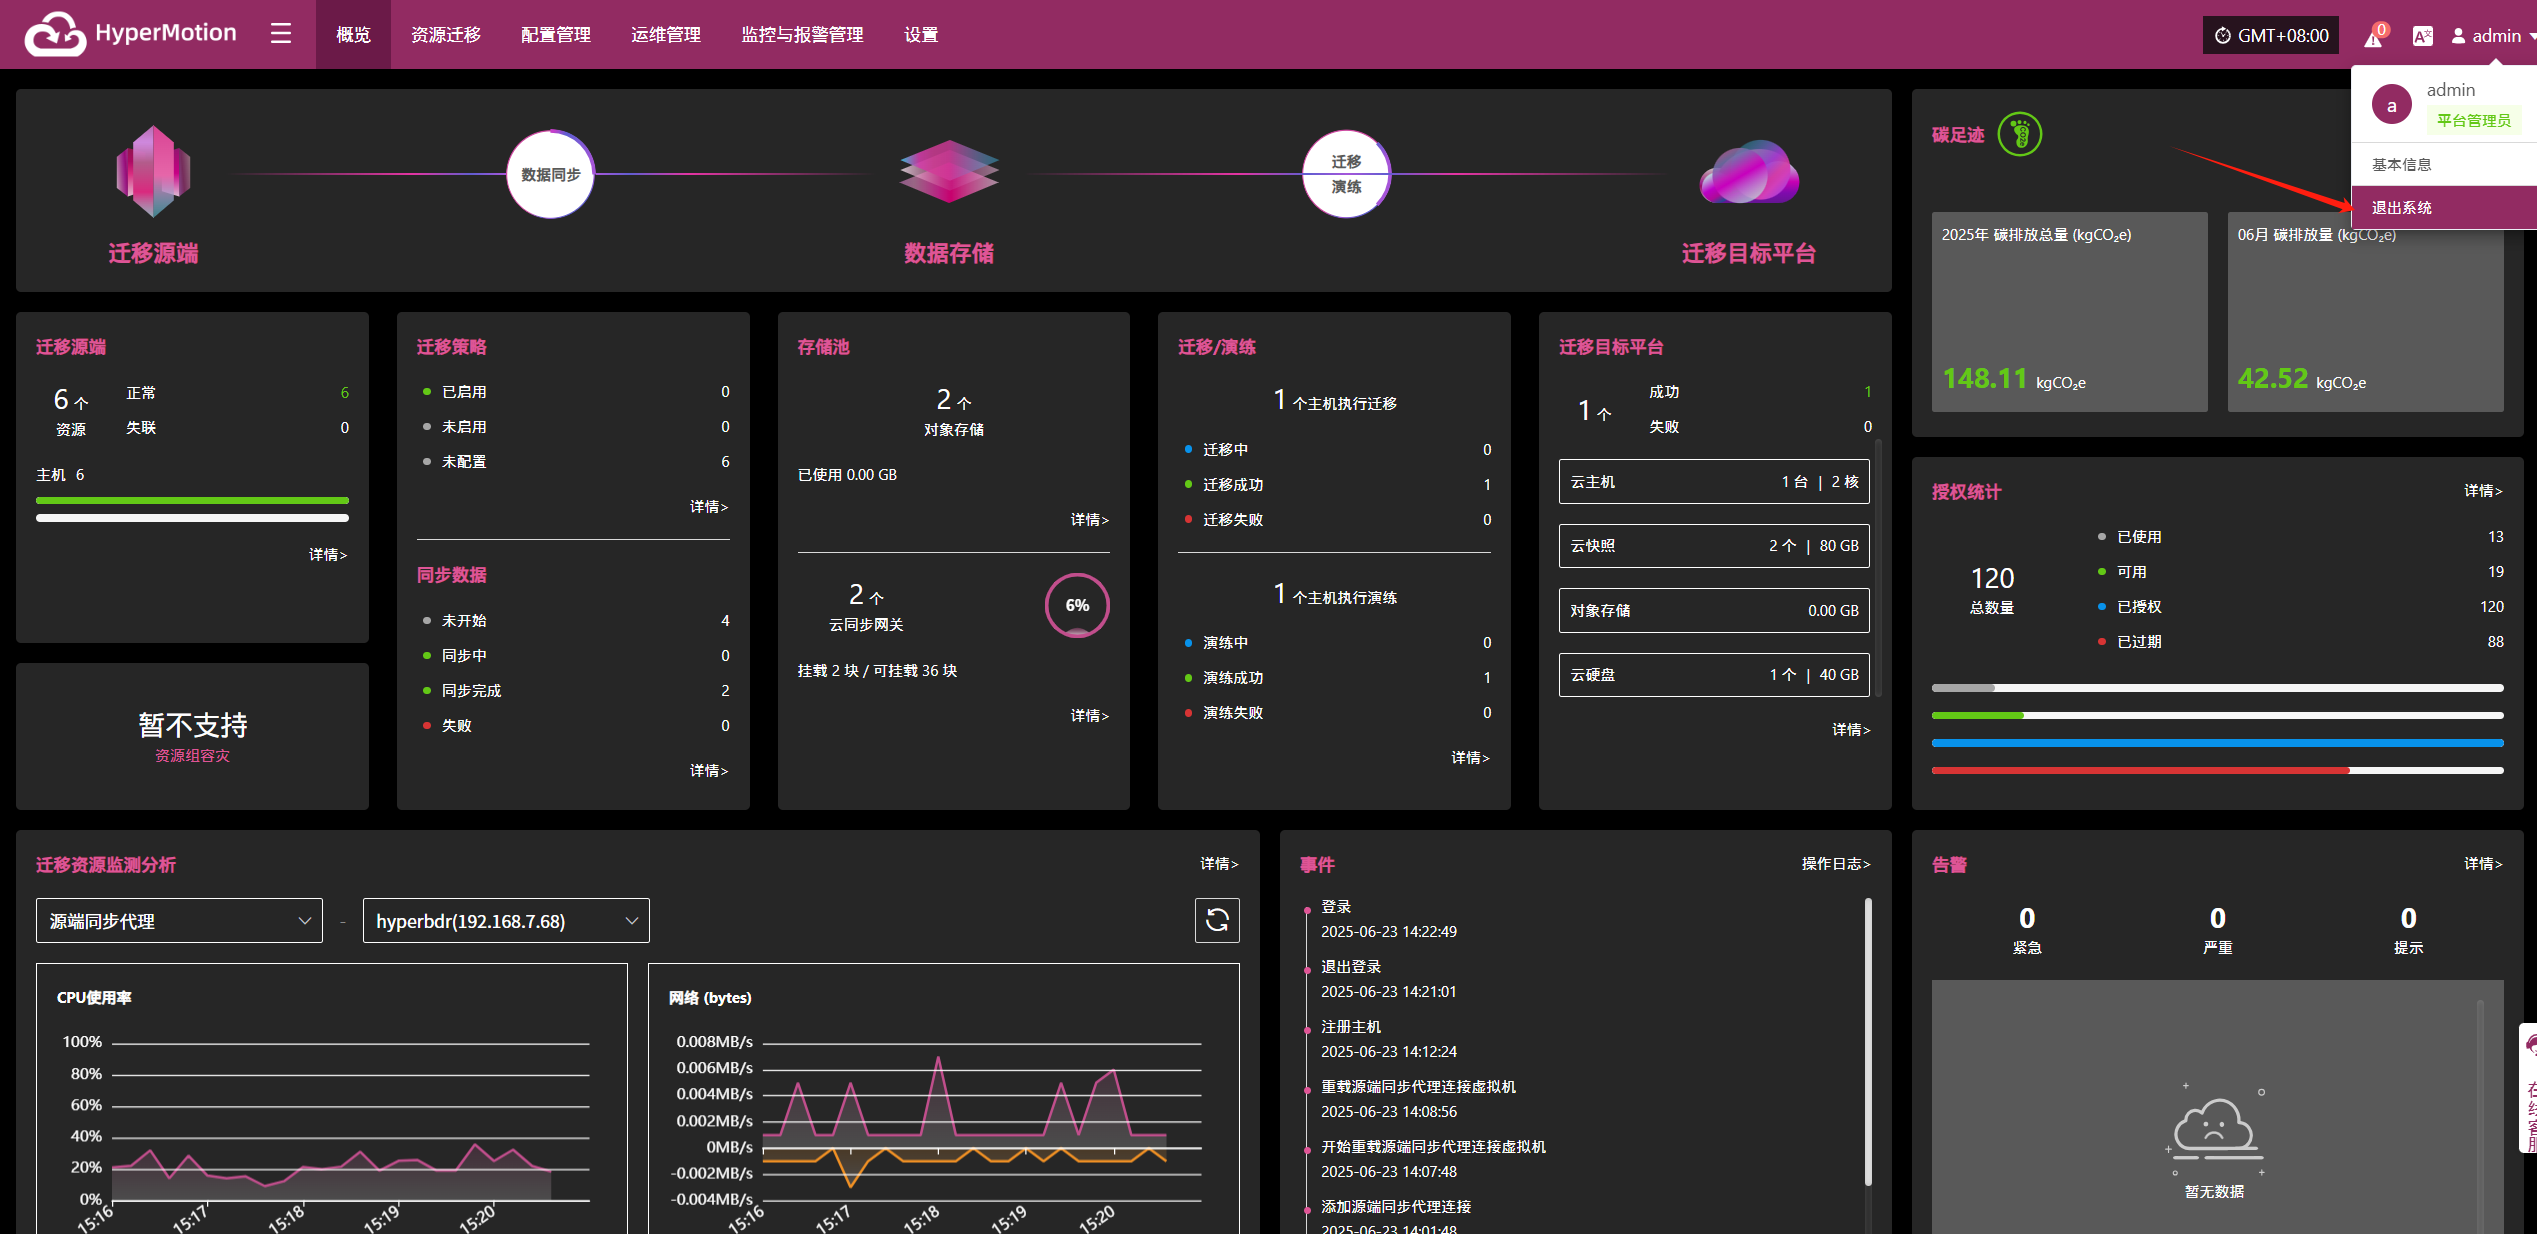 HyperMotion
概览
资源迁移
配置管理
运维管理
监控与报警管理
设置
GMT+08:00
0
admin
a
admin
平台管理员
基本信息
退出系统
数据同步
迁移
演练
迁移源端
数据存储
迁移目标平台
碳足迹
2025年 碳排放总量 (kgCO₂e)
148.11 kgCO₂e
06月 碳排放量 (kgCO₂e)
42.52 kgCO₂e
迁移源端
6 个
资源
正常 6
失联 0
主机 6
详情>
暂不支持
资源组容灾
迁移策略
已启用 0
未启用 0
未配置 6
详情>
同步数据
未开始 4
同步中 0
同步完成 2
失败 0
详情>
存储池
2 个
对象存储
已使用 0.00 GB
详情>
2 个
云同步网关
6%
挂载 2 块 / 可挂载 36 块
详情>
迁移/演练
1 个主机执行迁移
迁移中 0
迁移成功 1
迁移失败 0
1 个主机执行演练
演练中 0
演练成功 1
演练失败 0
详情>
迁移目标平台
1 个
成功 1
失败 0
云主机 1 台 | 2 核
云快照 2 个 | 80 GB
对象存储 0.00 GB
云硬盘 1 个 | 40 GB
详情>
授权统计 详情>
120
总数量
已使用 13
可用 19
已授权 120
已过期 88
迁移资源监测分析 详情>
源端同步代理 - hyperbdr(192.168.7.68)
CPU使用率
100%
80%
60%
40%
20%
0%
15:16 15:17 15:18 15:19 15:20
网络 (bytes)
0.008MB/s
0.006MB/s
0.004MB/s
0.002MB/s
0MB/s
-0.002MB/s
-0.004MB/s
15:16 15:17 15:18 15:19 15:20
事件 操作日志>
登录
2025-06-23 14:22:49
退出登录
2025-06-23 14:21:01
注册主机
2025-06-23 14:12:24
重载源端同步代理连接虚拟机
2025-06-23 14:08:56
开始重载源端同步代理连接虚拟机
2025-06-23 14:07:48
添加源端同步代理连接
2025-06-23 14:01:48
告警 详情>
0 0 0
紧急 严重 提示
暂无数据
在线客服